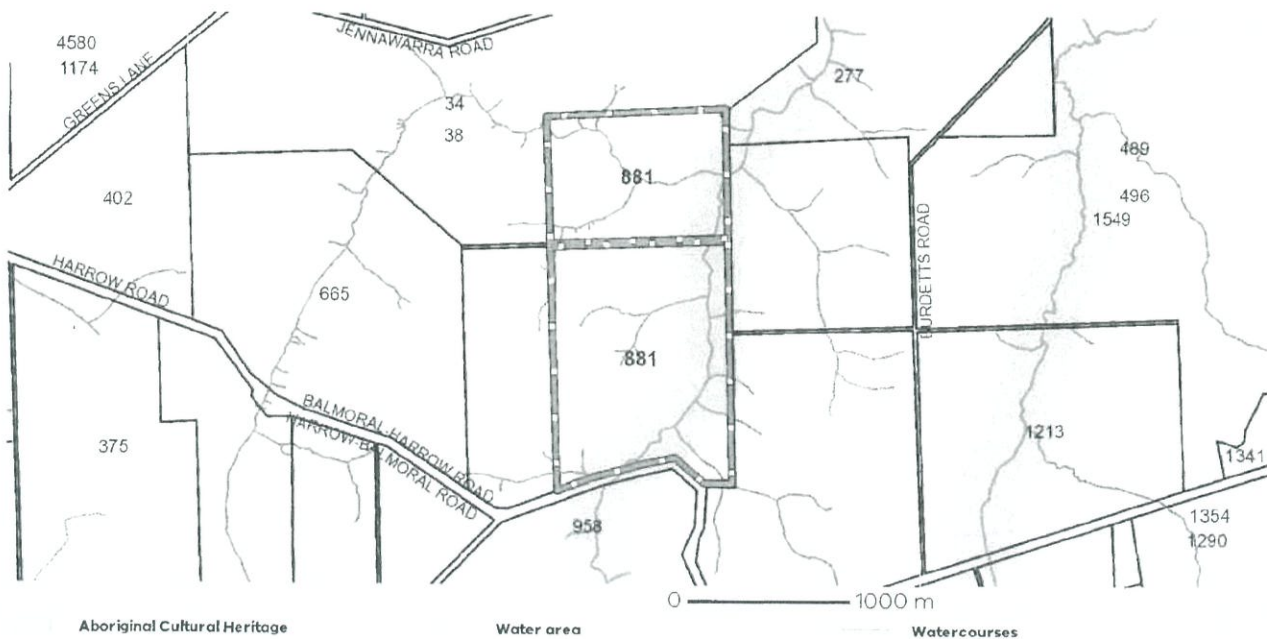 4580
1174
GREENS LANE
JENNAWARRA ROAD
34
38
277
881
402
489
496
1549
BURDETTS ROAD
HARROW ROAD
665
881
BALMORAL-HARROW ROAD
HARROW-BALMORAL ROAD
375
1213
1341
958
1354
1290
0 1000 m
Aboriginal Cultural Heritage Water area Watercourses